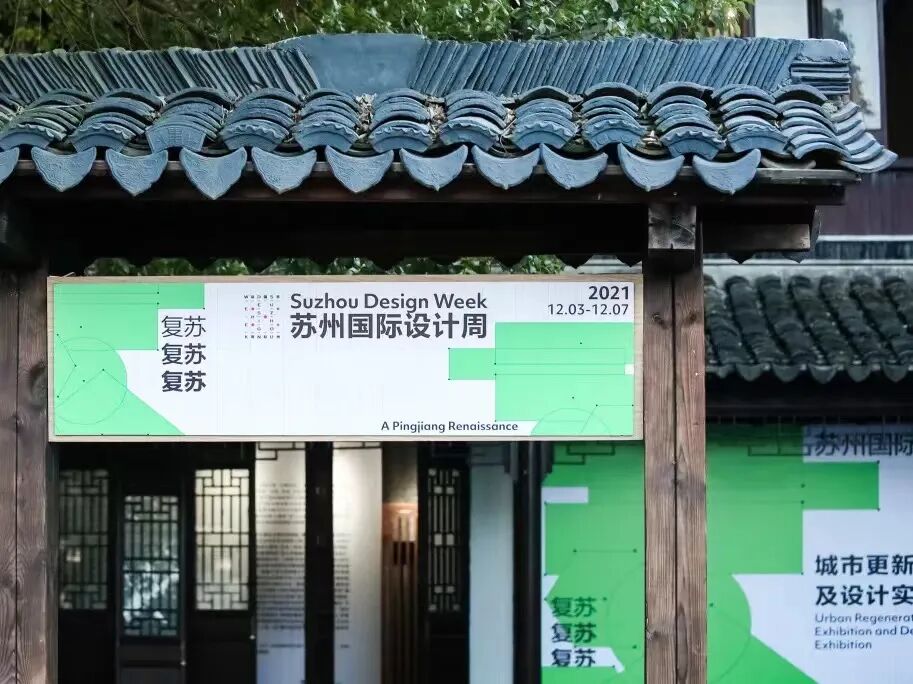 复苏
复苏
复苏
Suzhou Design Week
苏州国际设计周
2021
12.03-12.07
A Pingjiang Renaissance
苏州国际
城市更新
及设计实
Urban Regenerat
Exhibition and De
Exhibition
复苏
复苏
复苏